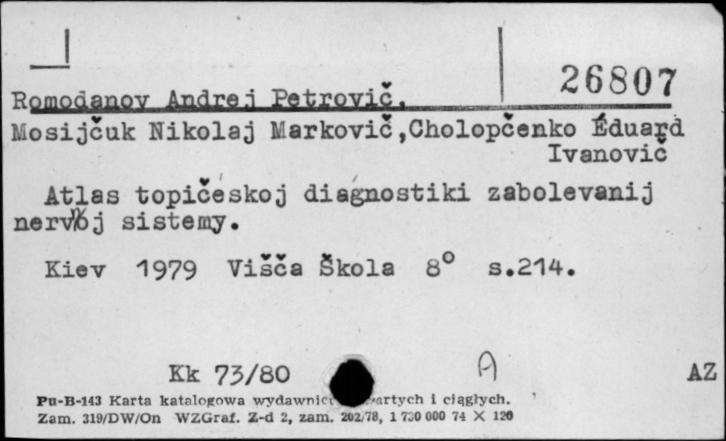 26807
Romodanov Andrej Petrovič,
Mosijčuk Nikolaj Markovič,Cholopčenko Éduard
Ivanovič
Atlas topičeskoj diagnostiki zabolevanij
nervnoj sistemy.
Kiev 1979 Višča Škola 8° s.214.
Kk 73/80
A
AZ
Pu-B-143 Karta katalogowa i ciągłych.
Zam. 319/DW/On WZGraf. Z-d 2, zam. 202/78, 1 730 000 74 X 120